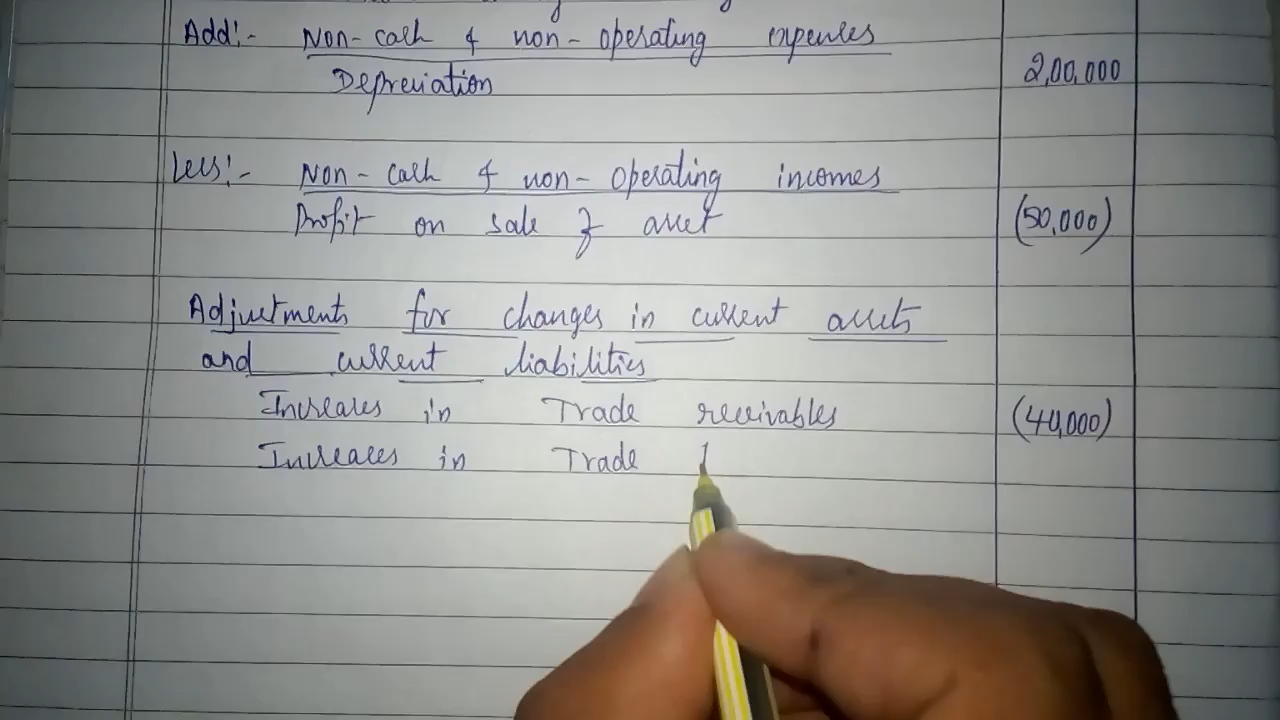 Add:- Non-cash & non-operating expenses
Depreciation 2,00,000
Less:- Non-cash & non-operating incomes
Profit on sale of asset (50,000)
Adjustments for changes in current assets
and current liabilities
Increases in Trade receivables (40,000)
Increases in Trade